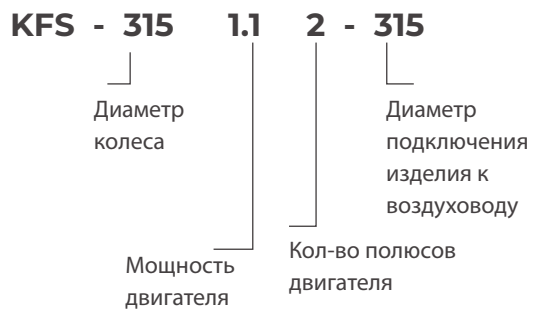 KFS - 315 1.1 2 - 315
Диаметр
колеса
Диаметр
подключения
изделия к
воздуховоду
Мощность
двигателя
Кол-во полюсов
двигателя